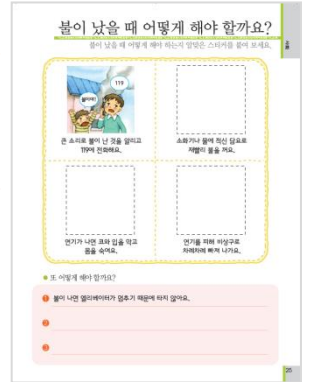 불이 났을 때 어떻게 해야 할까요?
불이 났을 때 어떻게 해야 하는지 알맞은 스티커를 붙여 보세요.
119
불이야!
큰 소리로 불이 난 것을 알리고
119에 전화해요.
소화기나 물에 적신 담요로
재빨리 불을 꺼요.
연기가 나면 코와 입을 막고
몸을 숙여요.
연기를 피해 비상구로
차례차례 빠져 나가요.
또 어떻게 해야 할까요?
1 불이 나면 엘리베이터가 멈추기 때문에 타지 않아요.
2
3
25